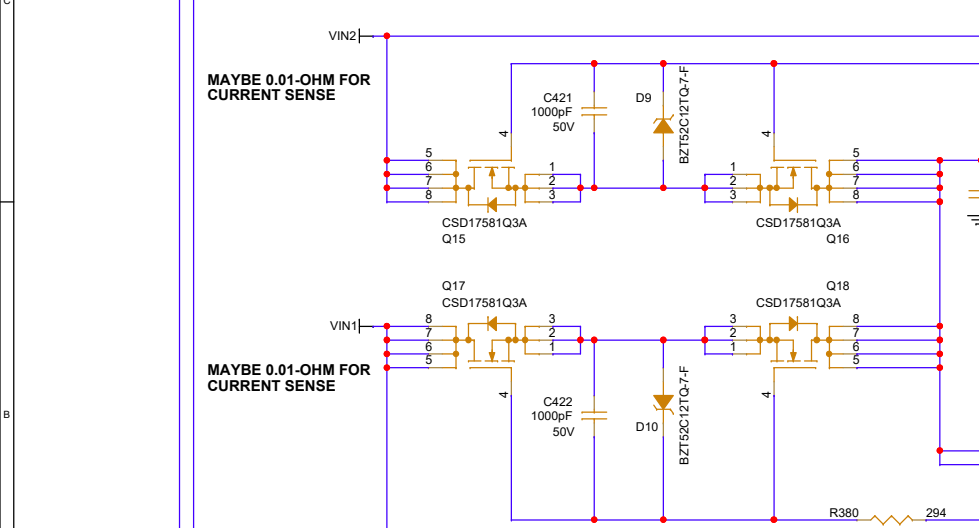 C
VIN2
MAYBE 0.01-OHM FOR
CURRENT SENSE
C421
1000pF
50V
D9
BZT52C12TQ-7-F
4
4
5
6
7
8
1
2
3
1
2
3
5
6
7
8
CSD17581Q3A
Q15
CSD17581Q3A
Q16
Q17
CSD17581Q3A
Q18
CSD17581Q3A
VIN1
8
7
6
5
3
2
1
3
2
1
8
7
6
5
MAYBE 0.01-OHM FOR
CURRENT SENSE
4
4
C422
1000pF
50V
D10
BZT52C12TQ-7-F
B
R380
294